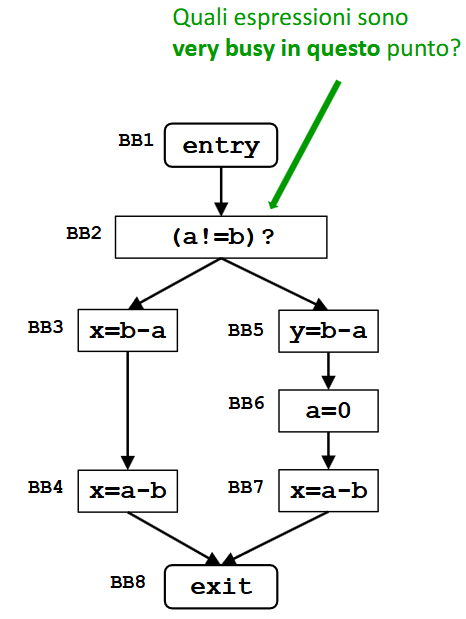 Quali espressioni sono
very busy in questo punto?
BB1 entry
BB2 (a!=b)?
BB3 x=b-a BB5 y=b-a
BB6 a=0
BB4 x=a-b BB7 x=a-b
BB8 exit